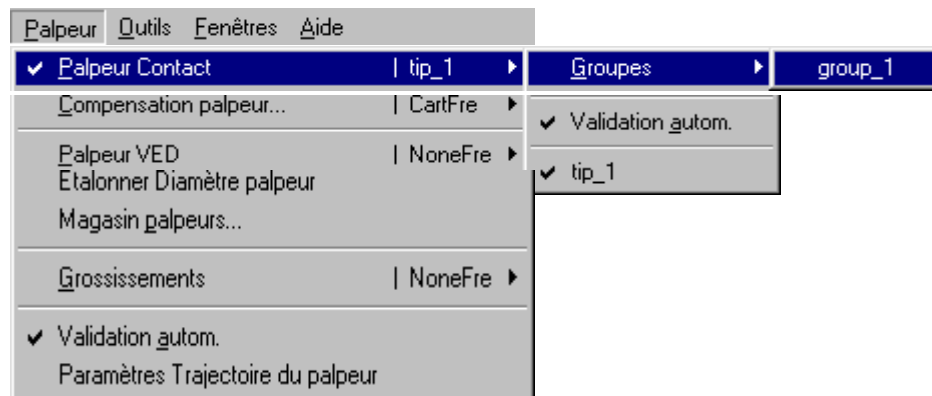 Palpeur Outils Fenêtres Aide
✔ Palpeur Contact | tip_1 Groupes group_1
Compensation palpeur... | CartFre
✔ Validation autom.
Palpeur VED | NoneFre
✔ tip_1
Etalonner Diamètre palpeur
Magasin palpeurs...
Grossissements | NoneFre
✔ Validation autom.
Paramètres Trajectoire du palpeur